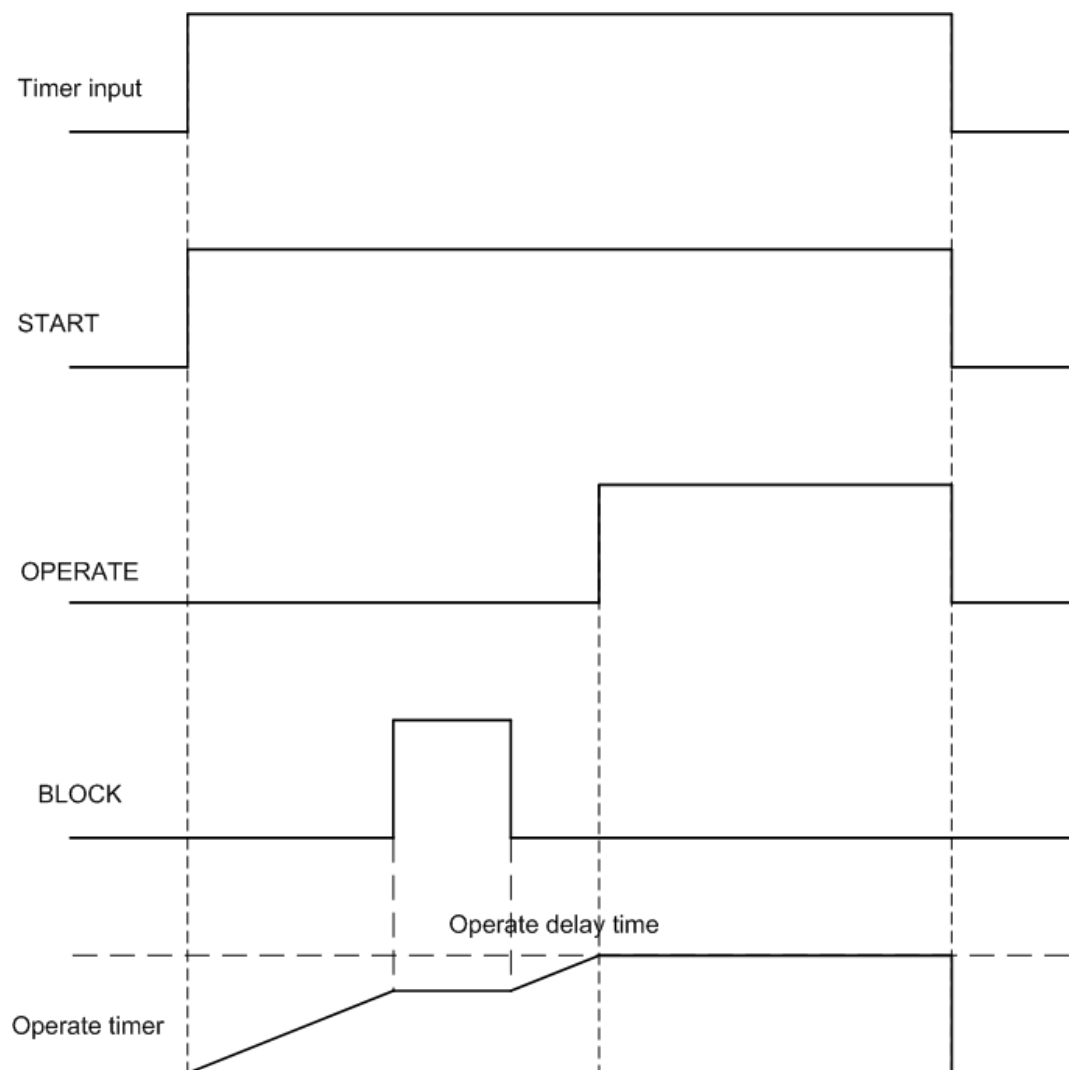 Timer input
START
OPERATE
BLOCK
Operate delay time
Operate timer